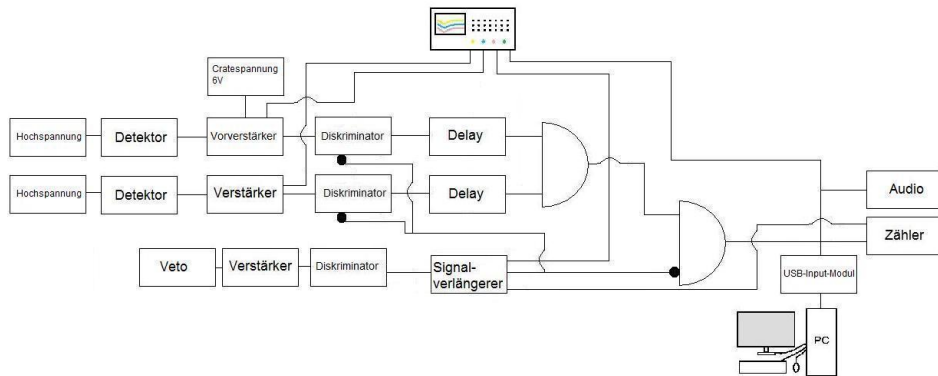 Cratespannung
6V
Hochspannung
Detektor
Vorverstärker
Diskriminator
Delay
Hochspannung
Detektor
Verstärker
Diskriminator
Delay
Audio
Zähler
Veto
Verstärker
Diskriminator
Signal-
verlängerer
USB-Input-Modul
PC